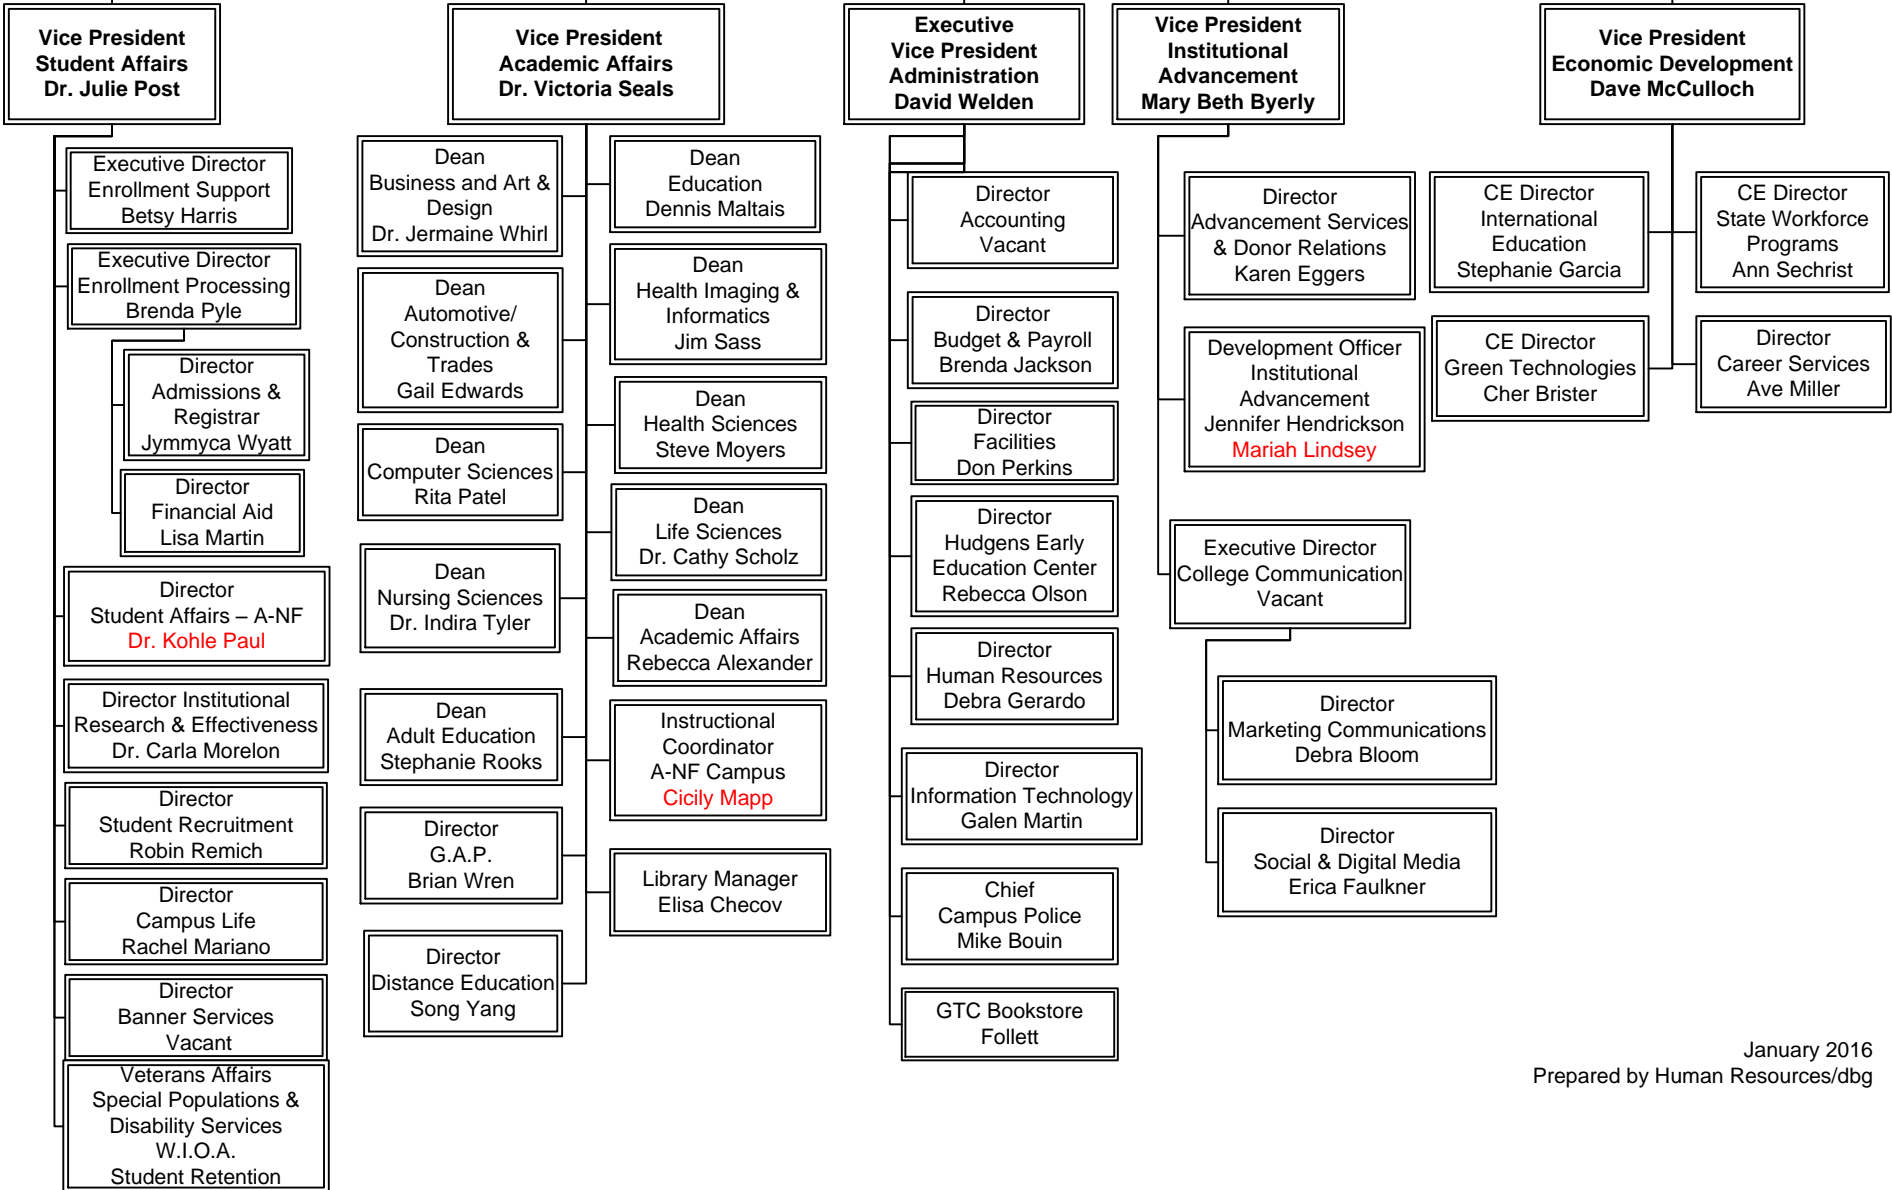 Vice President
Student Affairs
Dr. Julie Post
Executive Director
Enrollment Support
Betsy Harris
Executive Director
Enrollment Processing
Brenda Pyle
Director
Admissions &
Registrar
Jymmyca Wyatt
Director
Financial Aid
Lisa Martin
Director
Student Affairs – A-NF
Dr. Kohle Paul
Director Institutional
Research & Effectiveness
Dr. Carla Morelon
Director
Student Recruitment
Robin Remich
Director
Campus Life
Rachel Mariano
Director
Banner Services
Vacant
Veterans Affairs
Special Populations &
Disability Services
W.I.O.A.
Student Retention
Vice President
Academic Affairs
Dr. Victoria Seals
Dean
Business and Art &
Design
Dr. Jermaine Whirl
Dean
Automotive/
Construction &
Trades
Gail Edwards
Dean
Computer Sciences
Rita Patel
Dean
Nursing Sciences
Dr. Indira Tyler
Dean
Adult Education
Stephanie Rooks
Director
G.A.P.
Brian Wren
Director
Distance Education
Song Yang
Dean
Education
Dennis Maltais
Dean
Health Imaging &
Informatics
Jim Sass
Dean
Health Sciences
Steve Moyers
Dean
Life Sciences
Dr. Cathy Scholz
Dean
Academic Affairs
Rebecca Alexander
Instructional
Coordinator
A-NF Campus
Cicily Mapp
Library Manager
Elisa Checov
Executive
Vice President
Administration
David Welden
Director
Accounting
Vacant
Director
Budget & Payroll
Brenda Jackson
Director
Facilities
Don Perkins
Director
Hudgens Early
Education Center
Rebecca Olson
Director
Human Resources
Debra Gerardo
Director
Information Technology
Galen Martin
Chief
Campus Police
Mike Bouin
GTC Bookstore
Follett
Vice President
Institutional
Advancement
Mary Beth Byerly
Director
Advancement Services
& Donor Relations
Karen Eggers
Development Officer
Institutional
Advancement
Jennifer Hendrickson
Mariah Lindsey
Executive Director
College Communication
Vacant
Director
Marketing Communications
Debra Bloom
Director
Social & Digital Media
Erica Faulkner
Vice President
Economic Development
Dave McCulloch
CE Director
International
Education
Stephanie Garcia
CE Director
Green Technologies
Cher Brister
CE Director
State Workforce
Programs
Ann Sechrist
Director
Career Services
Ave Miller
January 2016
Prepared by Human Resources/dbg